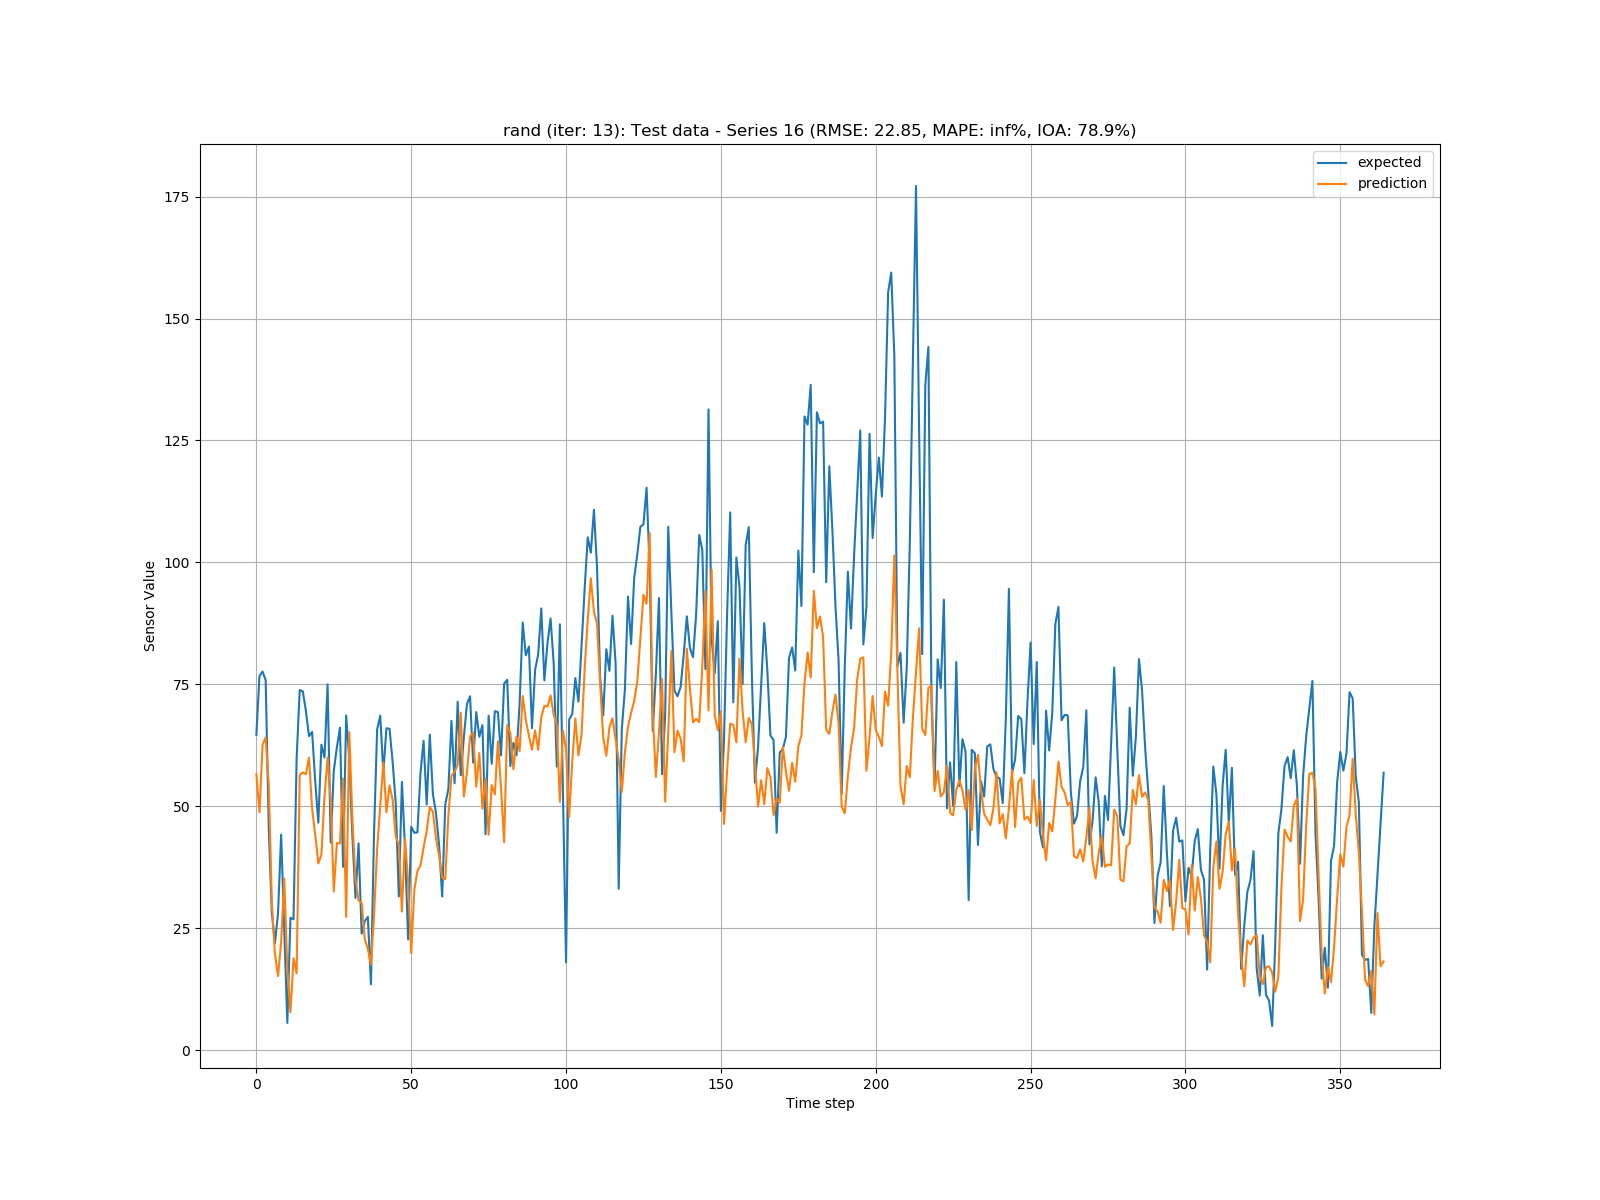 rand (iter: 13): Test data - Series 16 (RMSE: 22.85, MAPE: inf%, IOA: 78.9%)
expected
prediction
Sensor Value
175
150
125
100
75
50
25
0
0 50 100 150 200 250 300 350
Time step